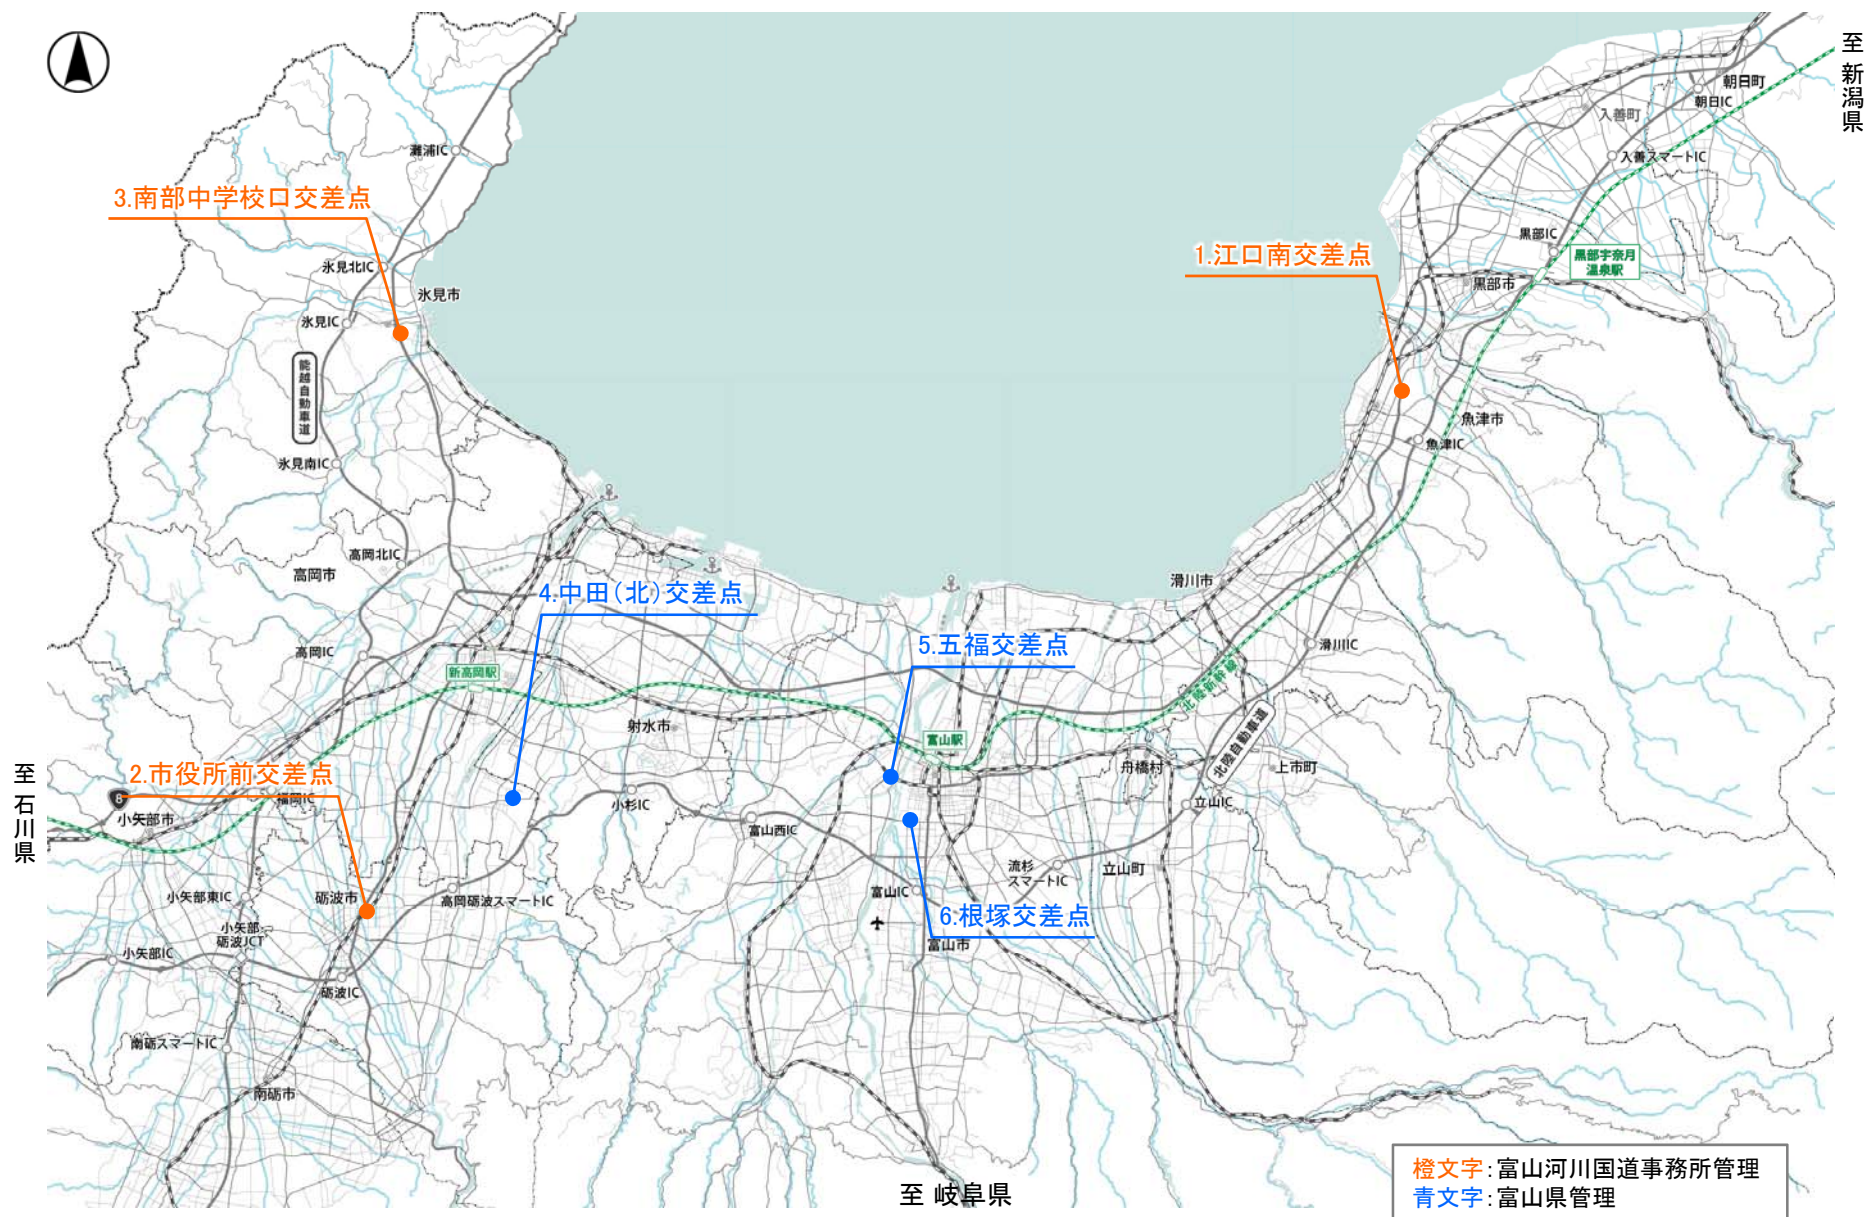 至 新潟県
朝日町
朝日IC
入善町
入善スマートIC
灘浦IC
3.南部中学校口交差点
黒部IC
1.江口南交差点
黒部宇奈月
温泉駅
氷見北IC
黒部市
氷見市
氷見IC
能越自動車道
魚津市
魚津IC
氷見南IC
高岡北IC
高岡市
滑川市
4.中田(北)交差点
5.五福交差点
滑川IC
高岡IC
新高岡駅
北陸新幹線
射水市
富山駅
北陸自動車道
舟橋村
上市町
至 石川県
2.市役所前交差点
8
福岡IC
小杉IC
立山IC
小矢部市
富山西IC
流杉
スマートIC
立山町
小矢部東IC
砺波市
高岡砺波スマートIC
富山IC
6.根塚交差点
小矢部
砺波JCT
富山市
小矢部IC
砺波IC
南砺スマートIC
南砺市
至 岐阜県
橙文字:富山河川国道事務所管理
青文字:富山県管理